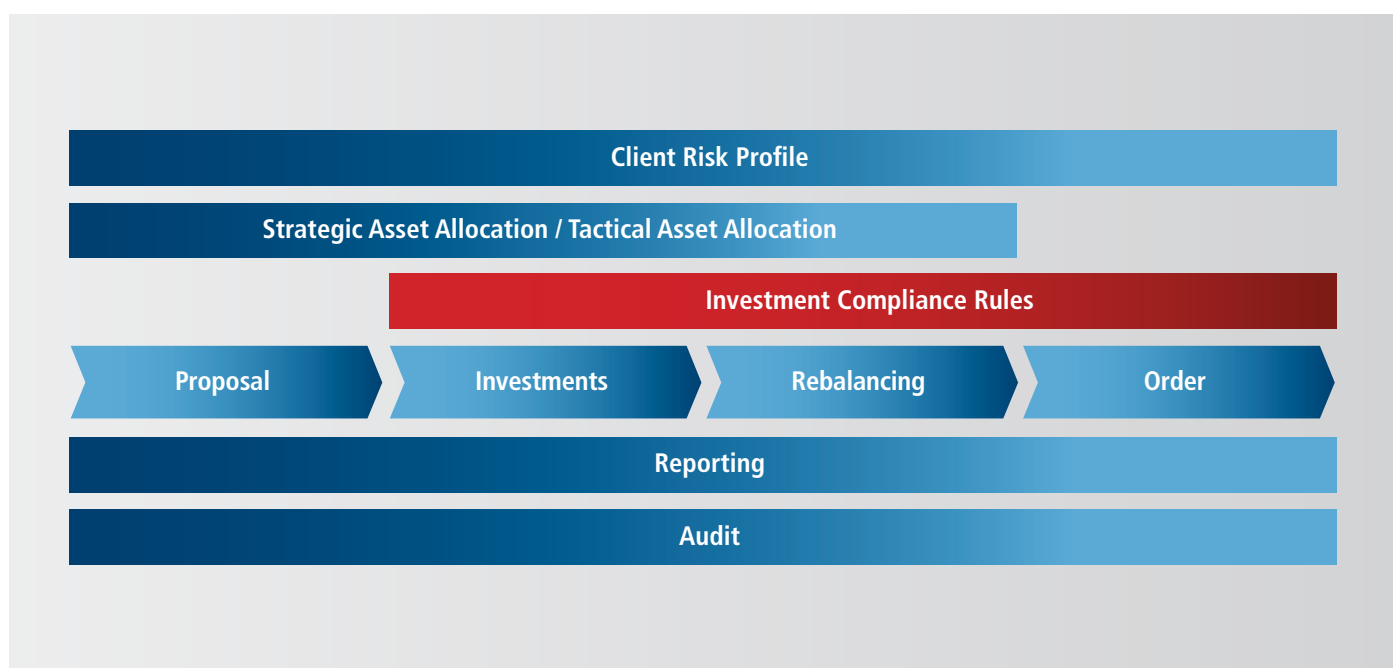 Client Risk Profile
Strategic Asset Allocation / Tactical Asset Allocation
Investment Compliance Rules
Proposal
Investments
Rebalancing
Order
Reporting
Audit